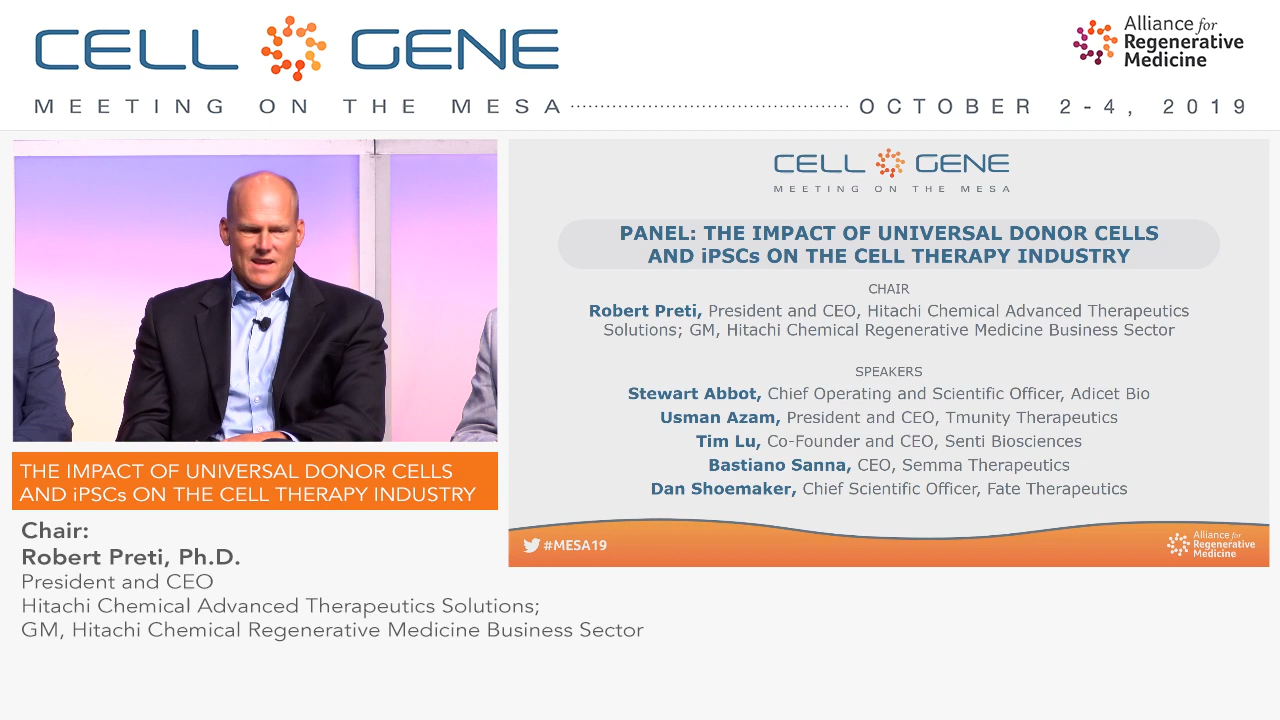 CELL GENE
MEETING ON THE MESA
OCTOBER 2-4, 2019
Alliance for
Regenerative
Medicine
THE IMPACT OF UNIVERSAL DONOR CELLS
AND iPSCs ON THE CELL THERAPY INDUSTRY
Chair:
Robert Preti, Ph.D.
President and CEO
Hitachi Chemical Advanced Therapeutics Solutions;
GM, Hitachi Chemical Regenerative Medicine Business Sector
CELL GENE
MEETING ON THE MESA
PANEL: THE IMPACT OF UNIVERSAL DONOR CELLS
AND iPSCs ON THE CELL THERAPY INDUSTRY
CHAIR
Robert Preti, President and CEO, Hitachi Chemical Advanced Therapeutics
Solutions; GM, Hitachi Chemical Regenerative Medicine Business Sector
SPEAKERS
Stewart Abbot, Chief Operating and Scientific Officer, Adicet Bio
Usman Azam, President and CEO, Tmunity Therapeutics
Tim Lu, Co-Founder and CEO, Senti Biosciences
Bastiano Sanna, CEO, Semma Therapeutics
Dan Shoemaker, Chief Scientific Officer, Fate Therapeutics
#MESA19
Alliance for
Regenerative
Medicine